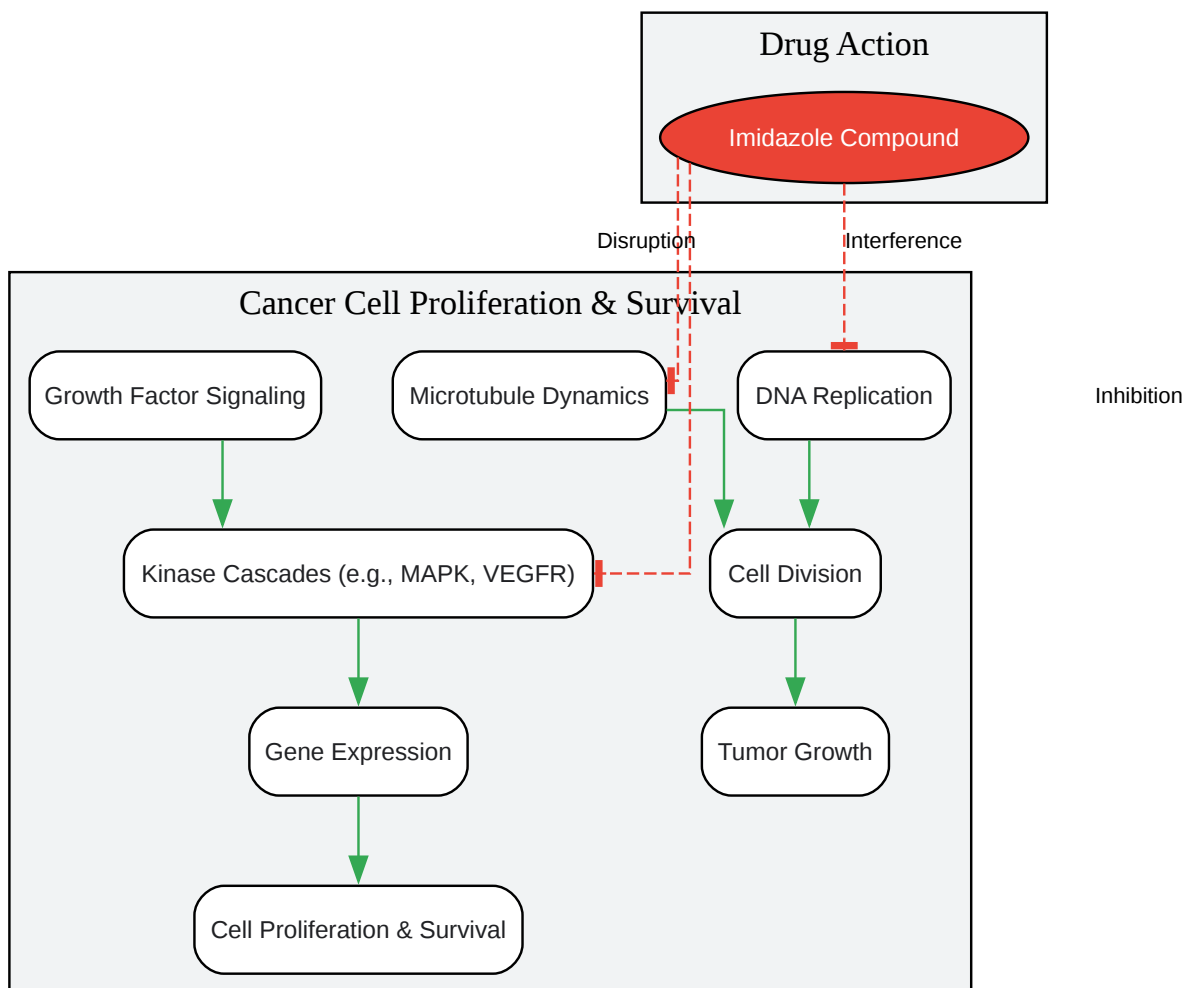 Drug Action
Imidazole Compound
Disruption
Interference
Cancer Cell Proliferation & Survival
Growth Factor Signaling
Microtubule Dynamics
DNA Replication
Inhibition
Kinase Cascades (e.g., MAPK, VEGFR)
Cell Division
Gene Expression
Tumor Growth
Cell Proliferation & Survival